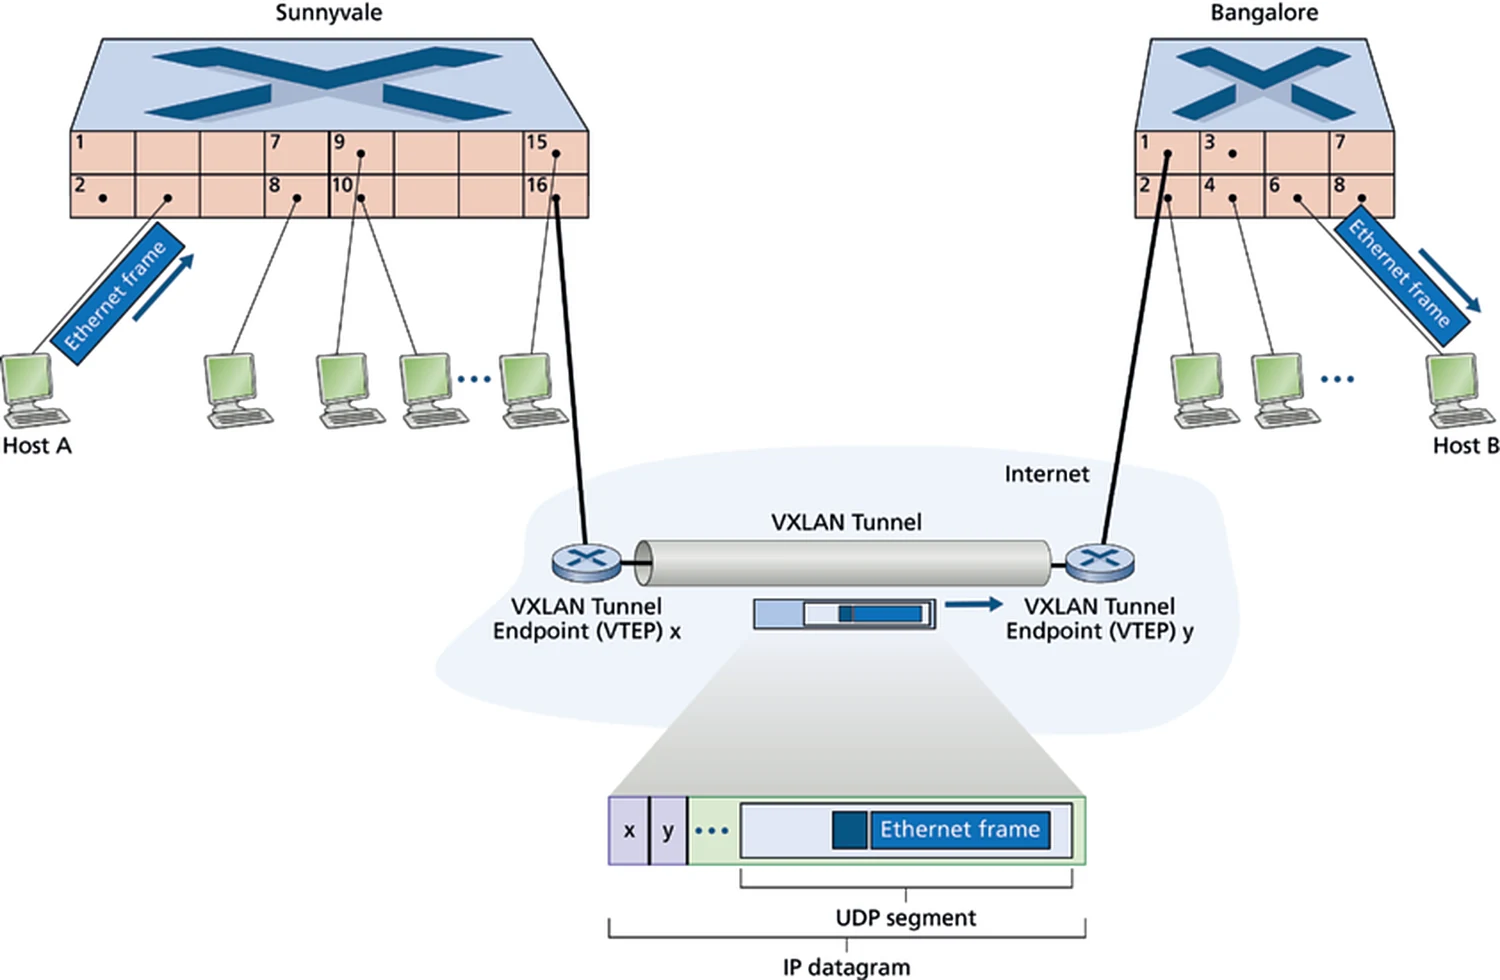 Sunnyvale
Bangalore
1 7 9 15
2 8 10 16
1 3 7
2 4 6 8
Ethernet frame
Ethernet frame
Host A
Host B
Internet
VXLAN Tunnel
VXLAN Tunnel
Endpoint (VTEP) x
VXLAN Tunnel
Endpoint (VTEP) y
x y ••• Ethernet frame
UDP segment
IP datagram